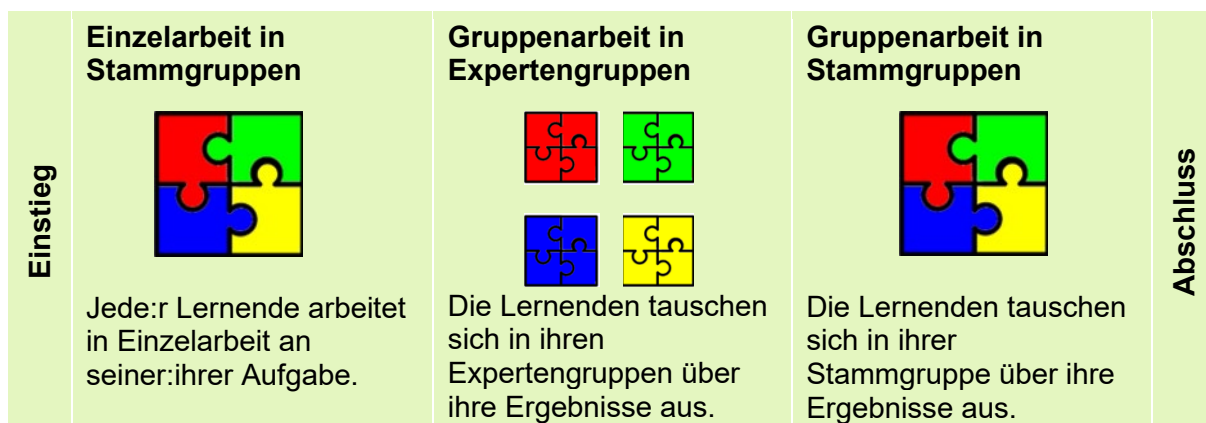 Einstieg
Einzelarbeit in
Stammgruppen
Jede:r Lernende arbeitet
in Einzelarbeit an
seiner:ihrer Aufgabe.
Gruppenarbeit in
Expertengruppen
Die Lernenden tauschen
sich in ihren
Expertengruppen über
ihre Ergebnisse aus.
Gruppenarbeit in
Stammgruppen
Die Lernenden tauschen
sich in ihrer
Stammgruppe über ihre
Ergebnisse aus.
Abschluss